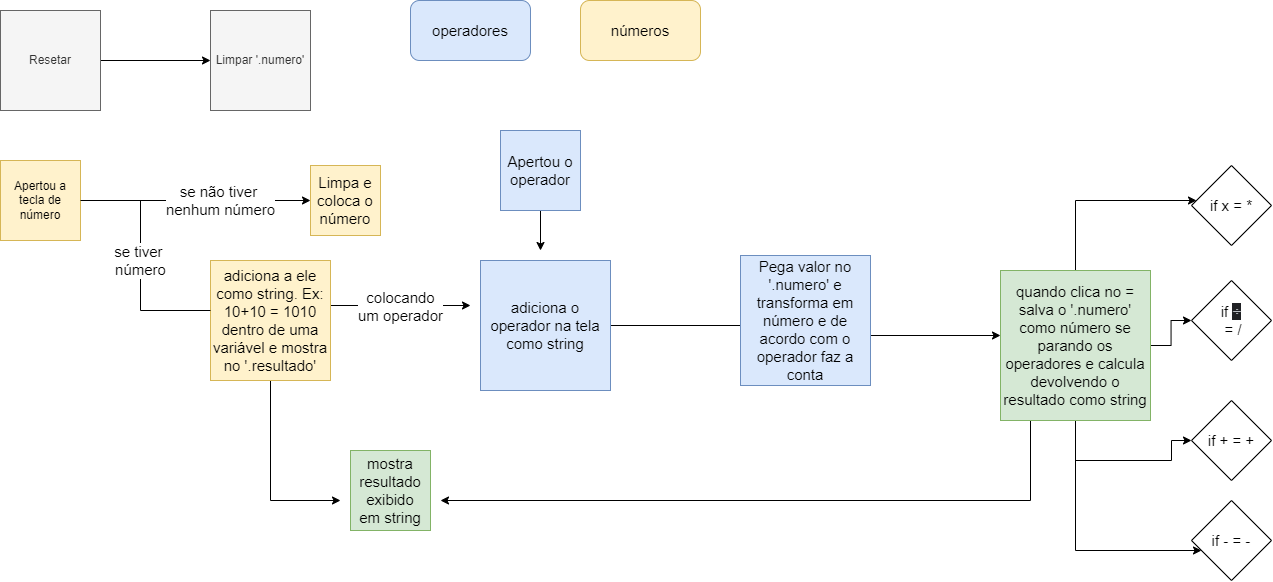 operadores
números
Resetar
Limpar '.numero'
Apertou o
operador
Apertou a
tecla de
número
se não tiver
nenhum número
Limpa e
coloca o
número
if x = *
se tiver
número
adiciona a ele
como string. Ex:
10+10 = 1010
dentro de uma
variável e mostra
no '.resultado'
colocando
um operador
adiciona o
operador na tela
como string
Pega valor no
'.numero' e
transforma em
número e de
acordo com o
operador faz a
conta
quando clica no =
salva o '.numero'
como número se
parando os
operadores e calcula
devolvendo o
resultado como string
if ÷
= /
if + = +
mostra
resultado
exibido
em string
if - = -